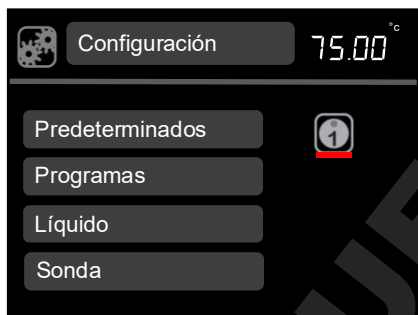 Configuración 75.00 °C
Predeterminados 1
Programas
Líquido
Sonda